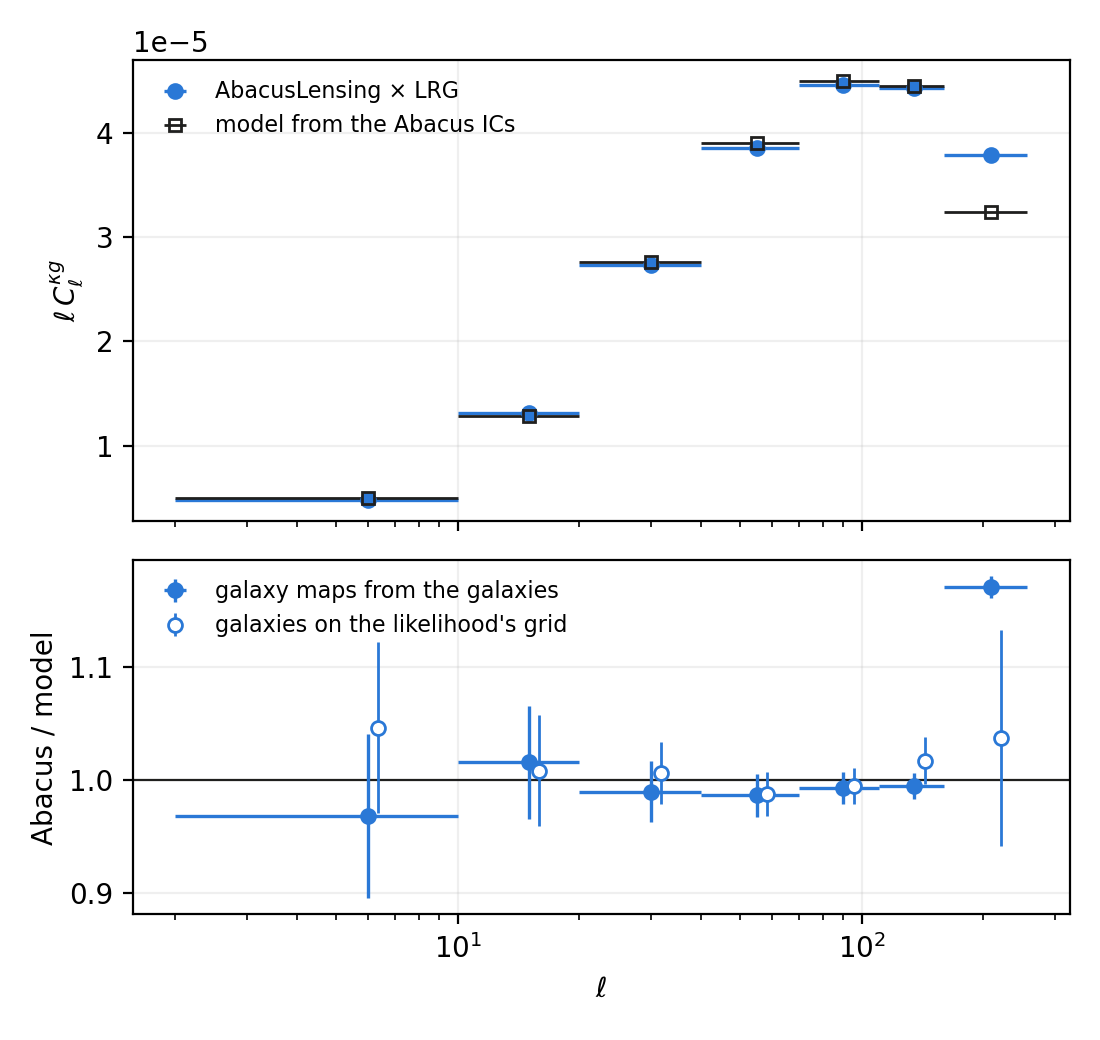 1e−5
AbacusLensing × LRG
model from the Abacus ICs
4
3
2
1
ℓ C_ℓ^{κg}
galaxy maps from the galaxies
galaxies on the likelihood's grid
1.1
1.0
0.9
Abacus / model
10^1
10^2
ℓ